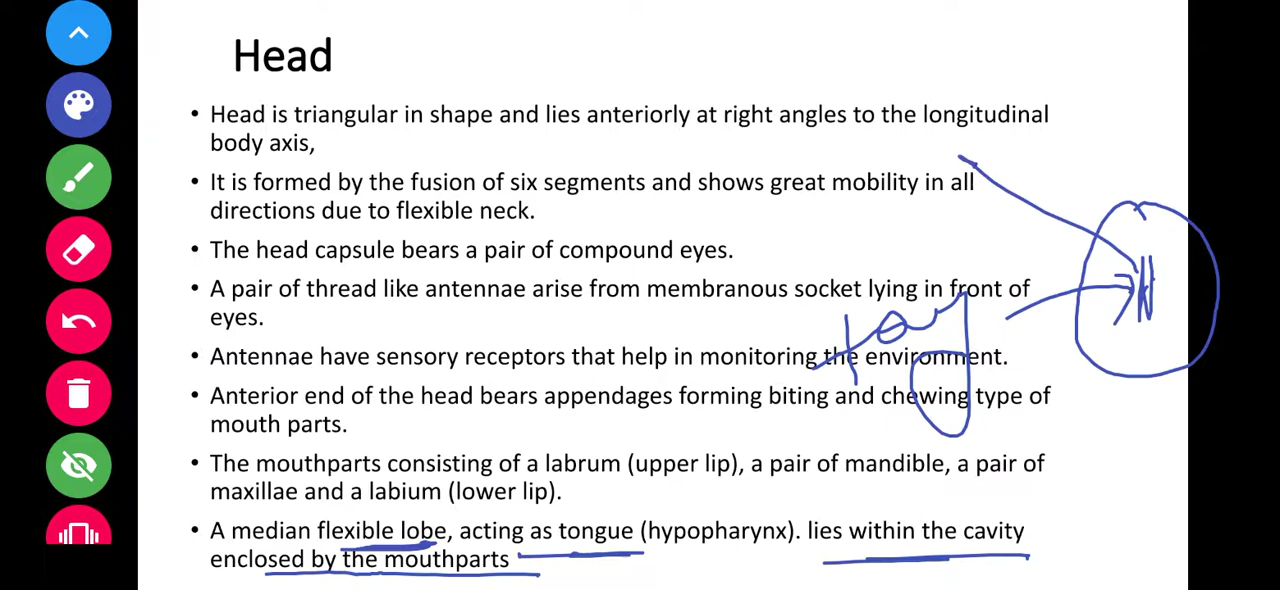 Head
• Head is triangular in shape and lies anteriorly at right angles to the longitudinal
body axis,
• It is formed by the fusion of six segments and shows great mobility in all
directions due to flexible neck.
• The head capsule bears a pair of compound eyes.
• A pair of thread like antennae arise from membranous socket lying in front of
eyes.
• Antennae have sensory receptors that help in monitoring the environment.
• Anterior end of the head bears appendages forming biting and chewing type of
mouth parts.
• The mouthparts consisting of a labrum (upper lip), a pair of mandible, a pair of
maxillae and a labium (lower lip).
• A median flexible lobe, acting as tongue (hypopharynx). lies within the cavity
enclosed by the mouthparts